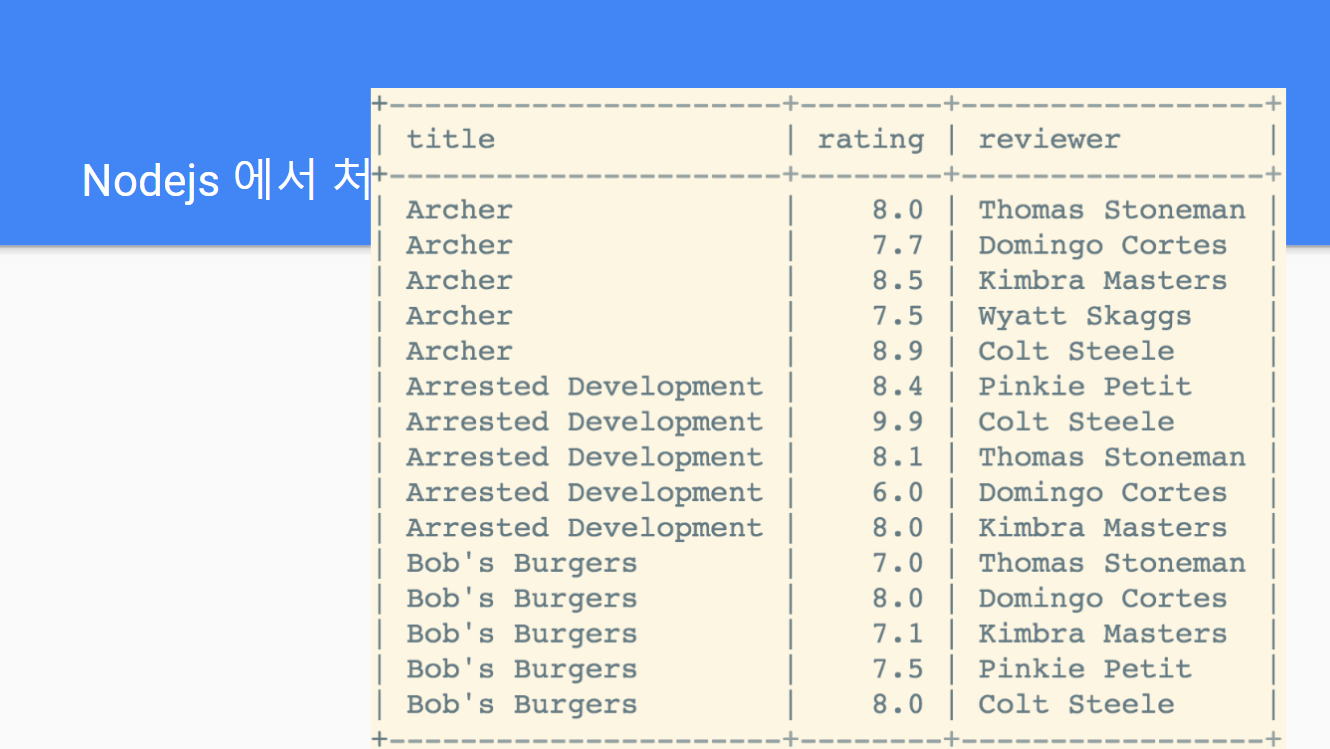 Nodejs 에서 처
+----------------------+--------+-----------------+
| title | rating | reviewer |
+----------------------+--------+-----------------+
| Archer | 8.0 | Thomas Stoneman |
| Archer | 7.7 | Domingo Cortes |
| Archer | 8.5 | Kimbra Masters |
| Archer | 7.5 | Wyatt Skaggs |
| Archer | 8.9 | Colt Steele |
| Arrested Development | 8.4 | Pinkie Petit |
| Arrested Development | 9.9 | Colt Steele |
| Arrested Development | 8.1 | Thomas Stoneman |
| Arrested Development | 6.0 | Domingo Cortes |
| Arrested Development | 8.0 | Kimbra Masters |
| Bob's Burgers | 7.0 | Thomas Stoneman |
| Bob's Burgers | 8.0 | Domingo Cortes |
| Bob's Burgers | 7.1 | Kimbra Masters |
| Bob's Burgers | 7.5 | Pinkie Petit |
| Bob's Burgers | 8.0 | Colt Steele |
+----------------------+--------+-----------------+